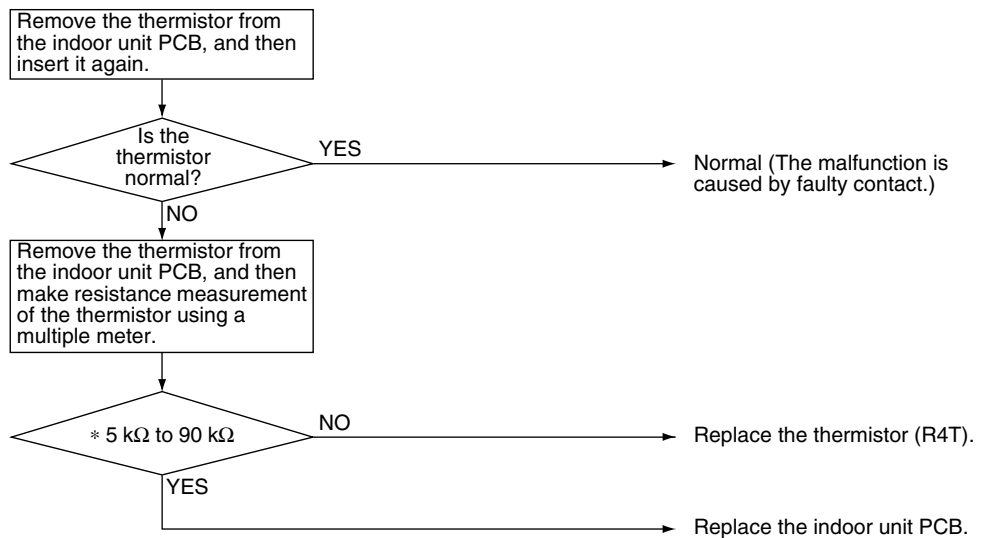 Remove the thermistor from
the indoor unit PCB, and then
insert it again.
Is the
thermistor
normal?
YES
Normal (The malfunction is
caused by faulty contact.)
NO
Remove the thermistor from
the indoor unit PCB, and then
make resistance measurement
of the thermistor using a
multiple meter.
* 5 kΩ to 90 kΩ
NO
Replace the thermistor (R4T).
YES
Replace the indoor unit PCB.